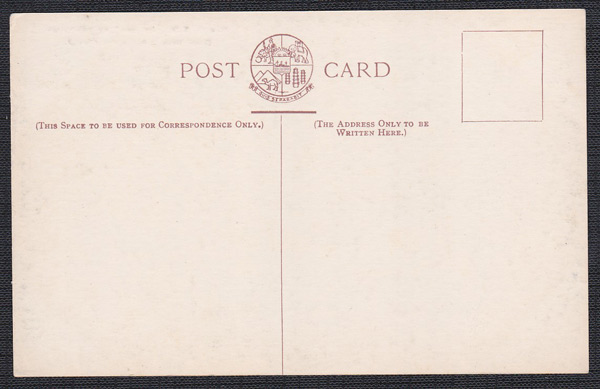 POST CARD
(THIS SPACE TO BE USED FOR CORRESPONDENCE ONLY.)
(THE ADDRESS ONLY TO BE
WRITTEN HERE.)